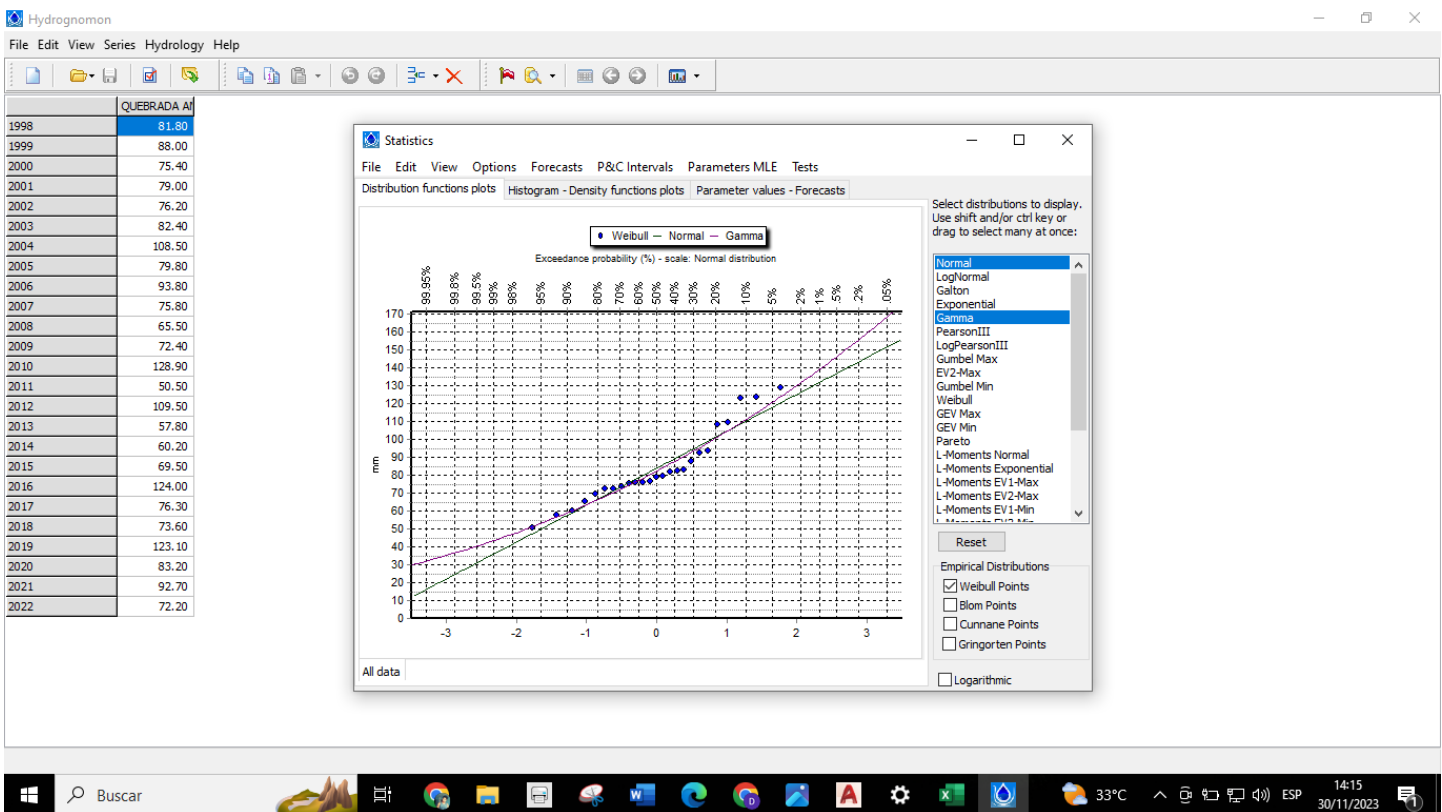 Hydrognomon
File Edit View Series Hydrology Help
QUEBRADA AN
1998 81.80
1999 88.00
2000 75.40
2001 79.00
2002 76.20
2003 82.40
2004 108.50
2005 79.80
2006 93.80
2007 75.80
2008 65.50
2009 72.40
2010 128.90
2011 50.50
2012 109.50
2013 57.80
2014 60.20
2015 69.50
2016 124.00
2017 76.30
2018 73.60
2019 123.10
2020 83.20
2021 92.70
2022 72.20
Statistics
File Edit View Options Forecasts P&C Intervals Parameters MLE Tests
Distribution functions plots Histogram - Density functions plots Parameter values - Forecasts
Weibull Normal Gamma
Exceedance probability (%) - scale: Normal distribution
99.95% 99.8% 99.5% 99% 98% 95% 90% 80% 70% 60% 50% 40% 30% 20% 10% 5% 2% 1% .5% .2% .05%
170
160
150
140
130
120
110
100
90
80
70
60
50
40
30
20
10
0
mm
-3 -2 -1 0 1 2 3
All data
Select distributions to display.
Use shift and/or ctrl key or
drag to select many at once:
Normal
LogNormal
Galton
Exponential
Gamma
PearsonIII
LogPearsonIII
Gumbel Max
EV2-Max
Gumbel Min
Weibull
GEV Max
GEV Min
Pareto
L-Moments Normal
L-Moments Exponential
L-Moments EV1-Max
L-Moments EV2-Max
L-Moments EV1-Min
Reset
Empirical Distributions
Weibull Points
Blom Points
Cunnane Points
Gringorten Points
Logarithmic
Buscar
33°C
ESP
14:15
30/11/2023